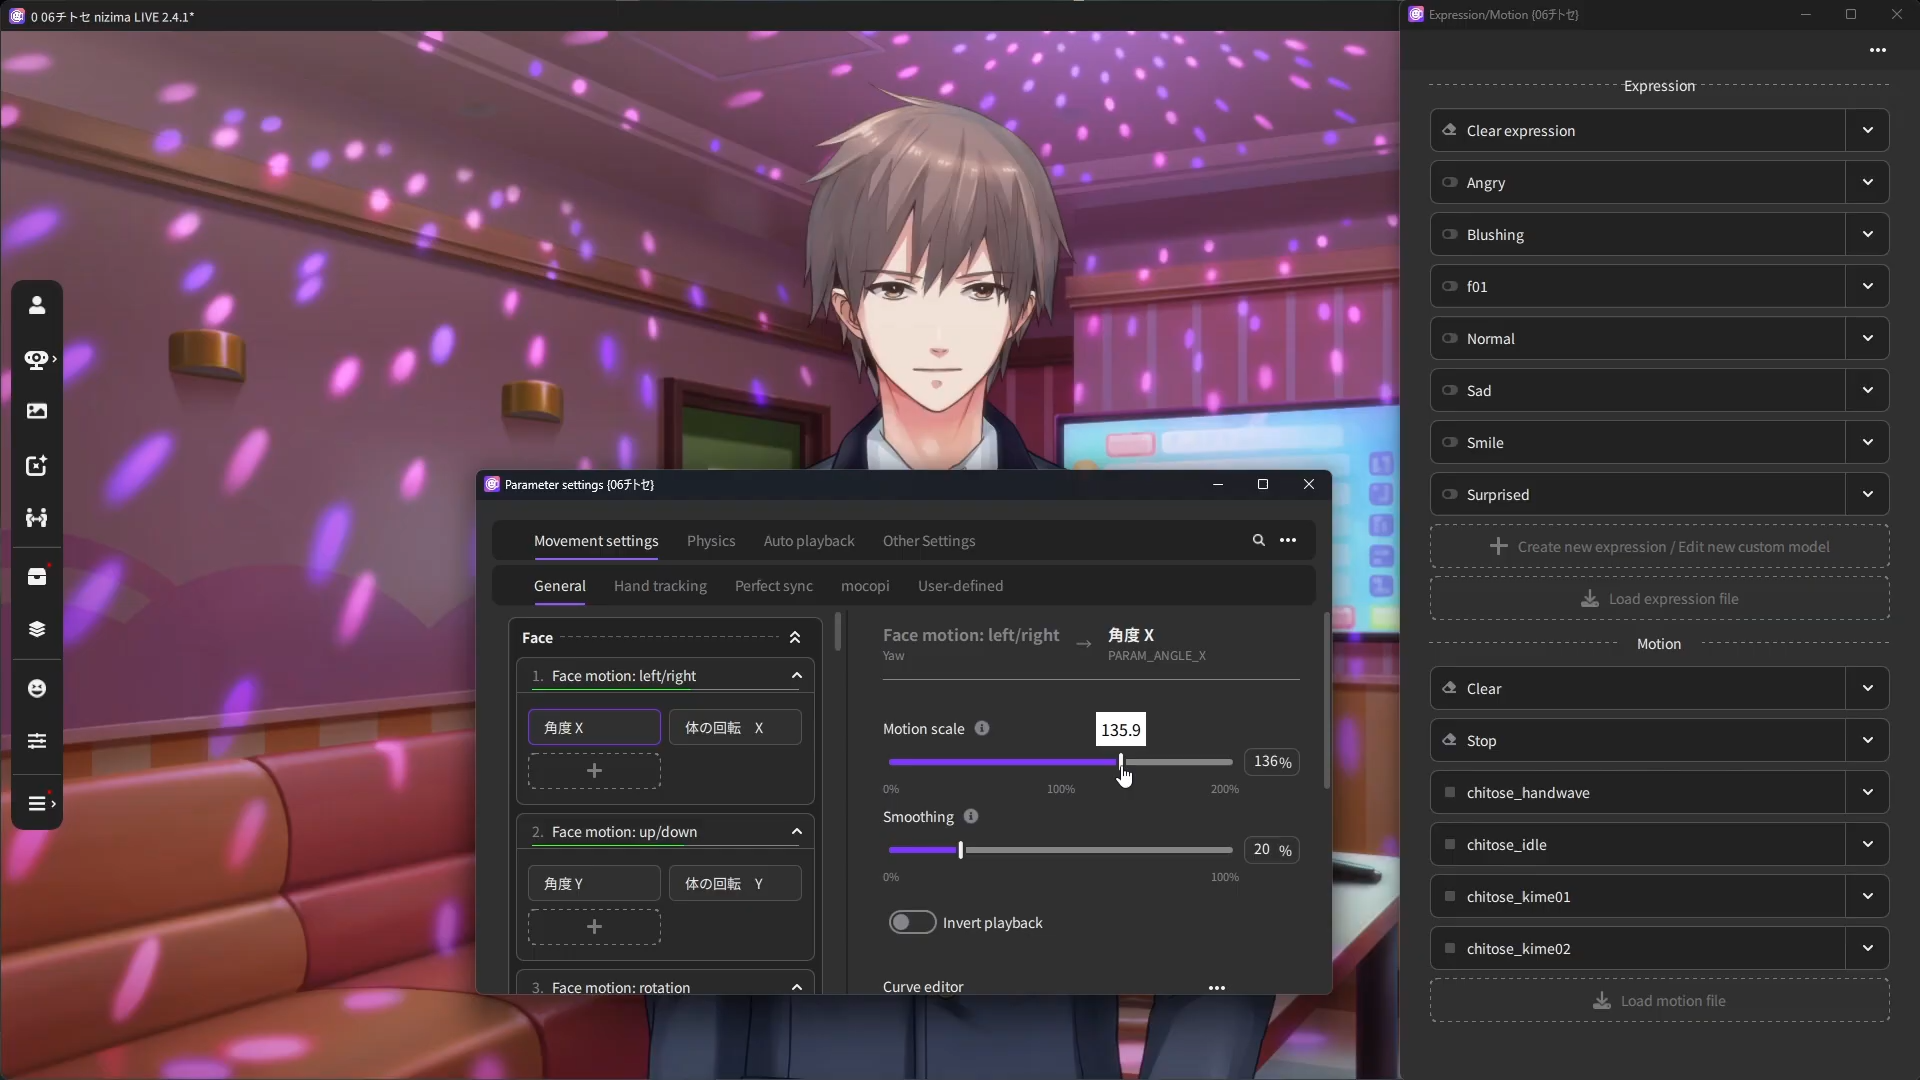 0 06チトセ nizima LIVE 2.4.1*
Expression/Motion {06チトセ}
Expression
Clear expression
Angry
Blushing
f01
Normal
Sad
Smile
Surprised
Create new expression / Edit new custom model
Load expression file
Motion
Clear
Stop
chitose_handwave
chitose_idle
chitose_kime01
chitose_kime02
Load motion file
Parameter settings {06チトセ}
Movement settings Physics Auto playback Other Settings
General Hand tracking Perfect sync mocopi User-defined
Face
1. Face motion: left/right
角度 X 体の回転 X
2. Face motion: up/down
角度 Y 体の回転 Y
3. Face motion: rotation
Face motion: left/right → 角度 X
Yaw PARAM_ANGLE_X
Motion scale
135.9
136%
0% 100% 200%
Smoothing
20 %
0% 100%
Invert playback
Curve editor